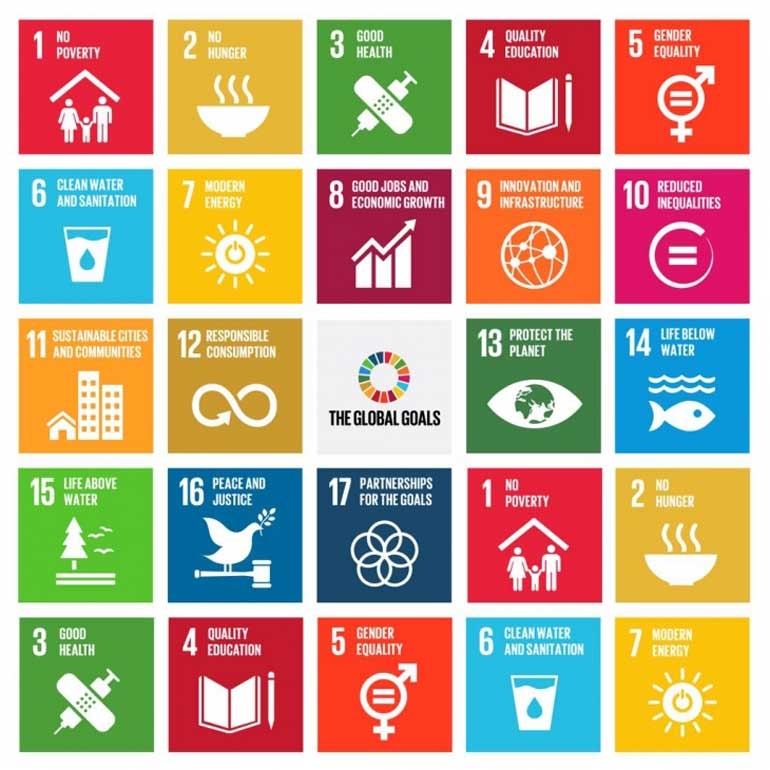 1 NO
POVERTY
2 NO
HUNGER
3 GOOD
HEALTH
4 QUALITY
EDUCATION
5 GENDER
EQUALITY
6 CLEAN WATER
AND SANITATION
7 MODERN
ENERGY
8 GOOD JOBS AND
ECONOMIC GROWTH
9 INNOVATION AND
INFRASTRUCTURE
10 REDUCED
INEQUALITIES
11 SUSTAINABLE CITIES
AND COMMUNITIES
12 RESPONSIBLE
CONSUMPTION
THE GLOBAL GOALS
13 PROTECT THE
PLANET
14 LIFE BELOW
WATER
15 LIFE ABOVE
WATER
16 PEACE AND
JUSTICE
17 PARTNERSHIPS
FOR THE GOALS
1 NO
POVERTY
2 NO
HUNGER
3 GOOD
HEALTH
4 QUALITY
EDUCATION
5 GENDER
EQUALITY
6 CLEAN WATER
AND SANITATION
7 MODERN
ENERGY